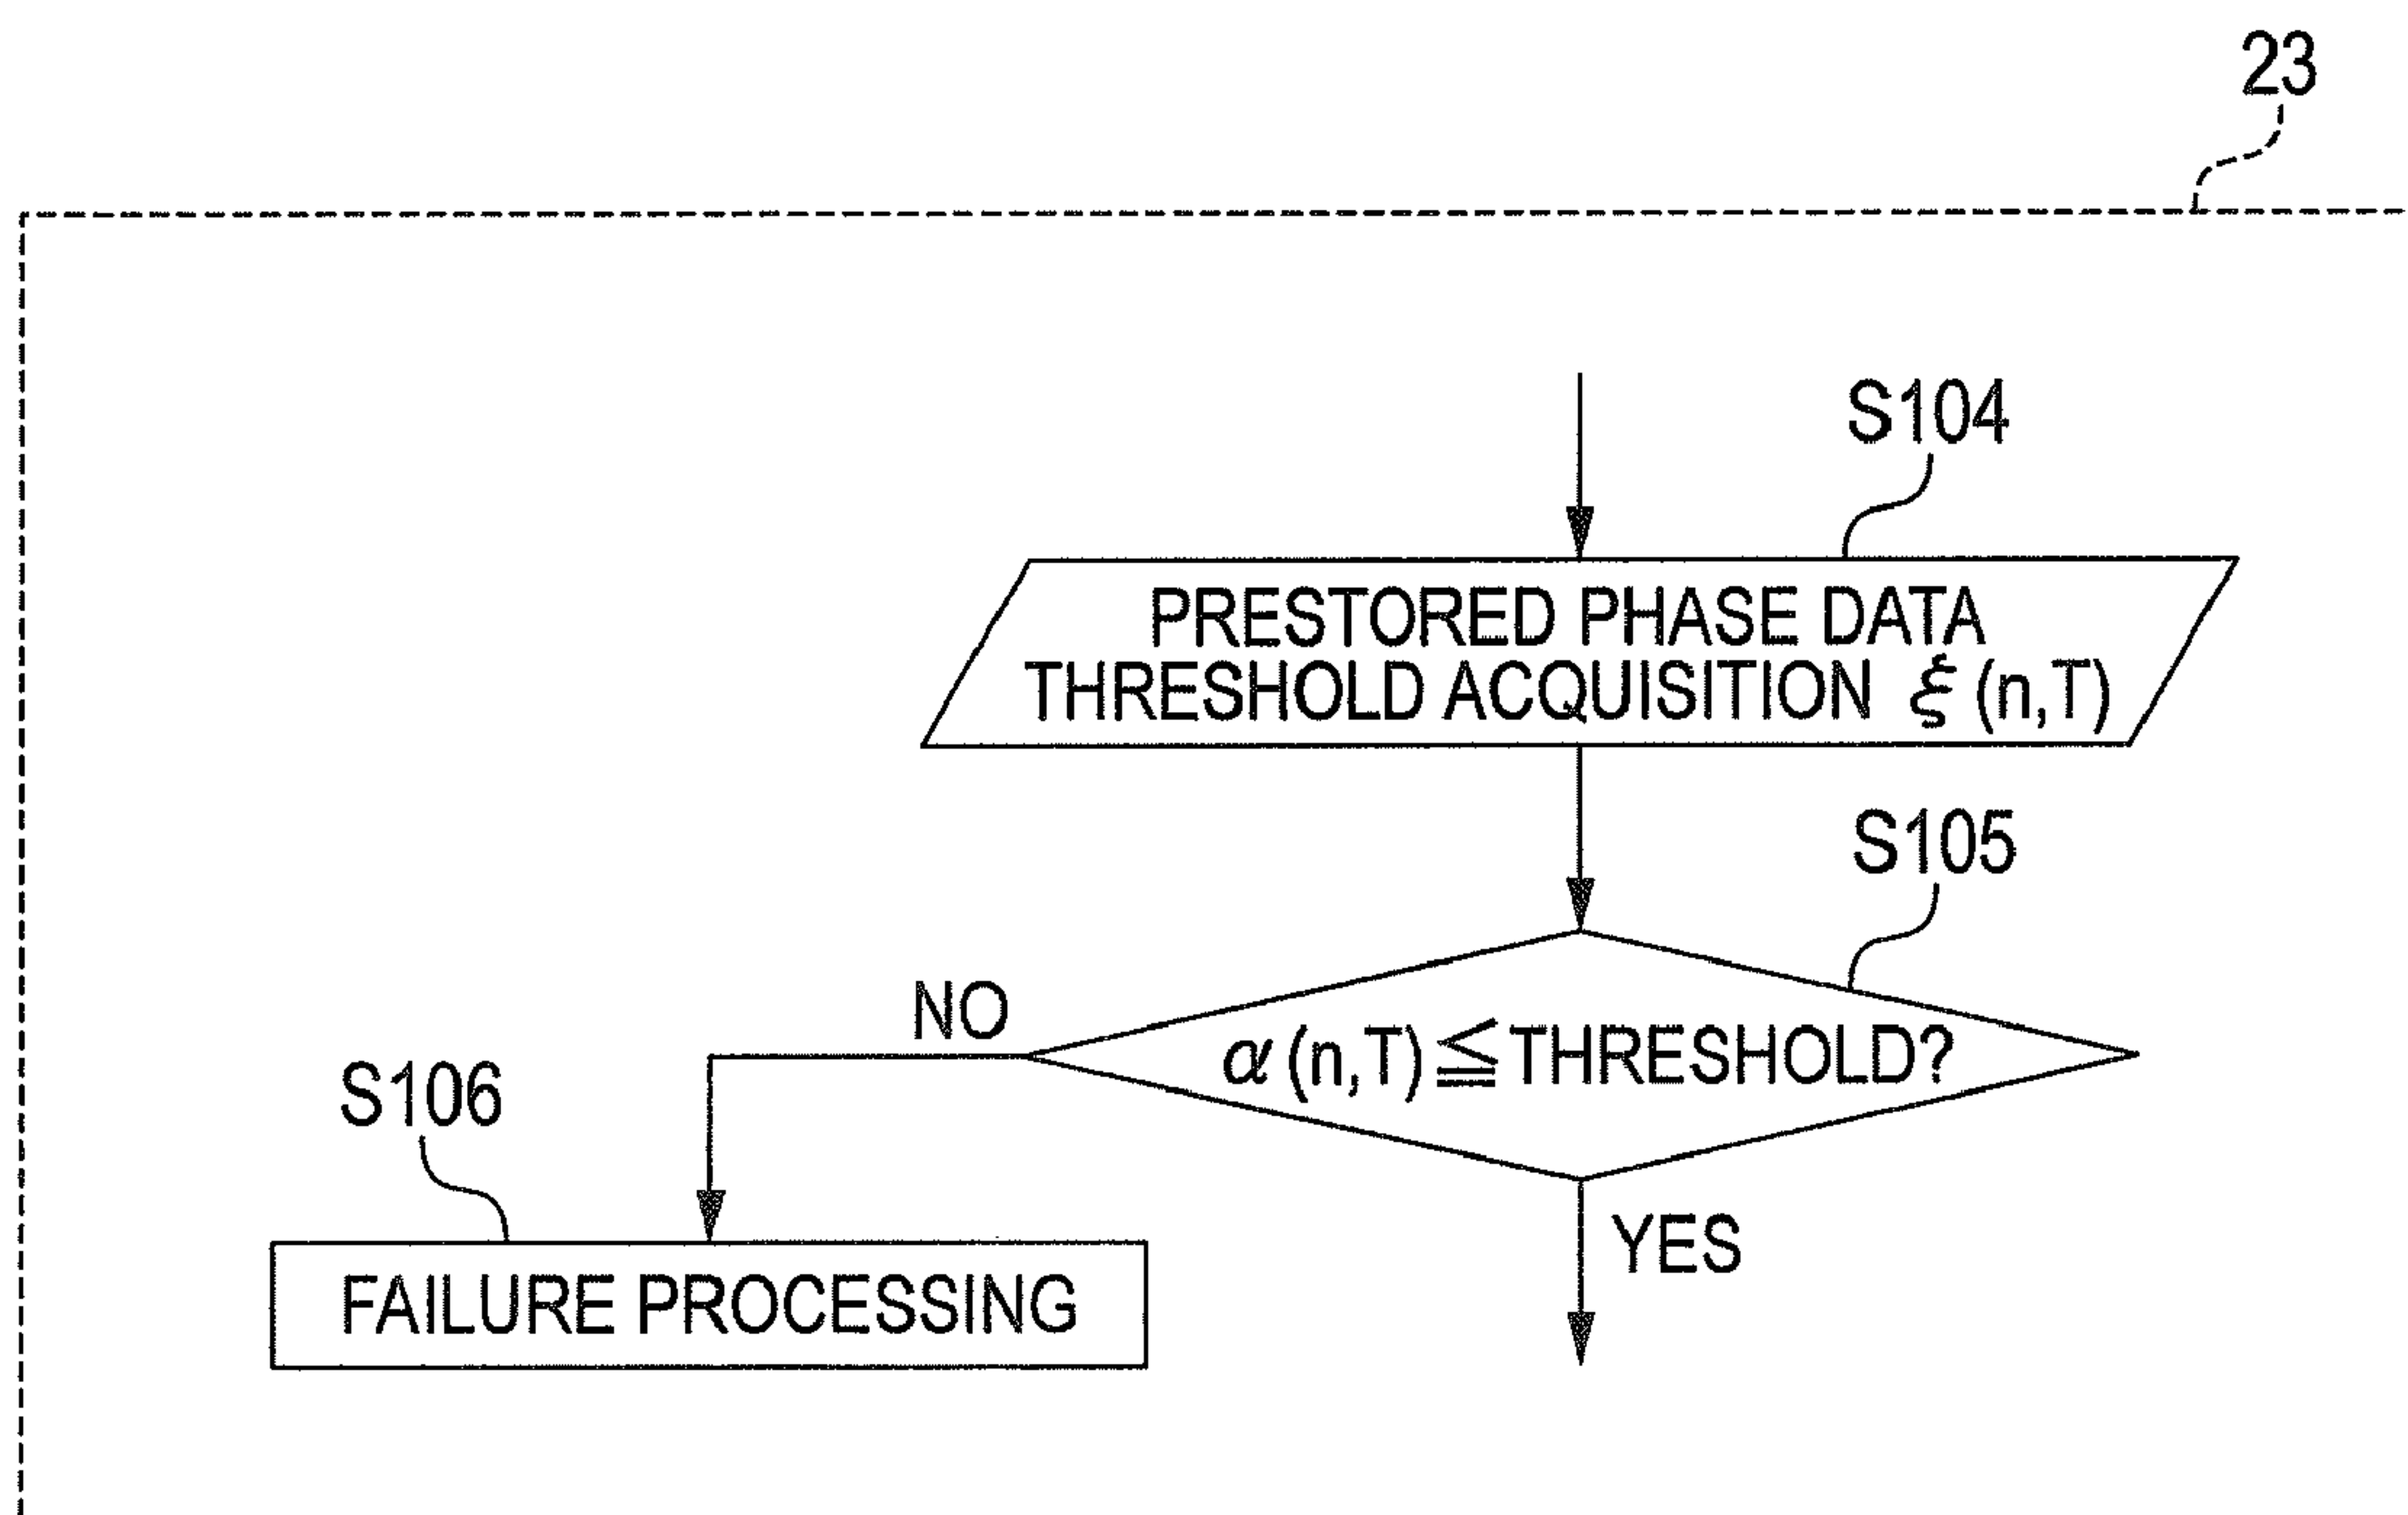 23
S104
PRESTORED PHASE DATA
THRESHOLD ACQUISITION ξ (n,T)
S105
NO
α (n,T) ≦ THRESHOLD?
S106
YES
FAILURE PROCESSING